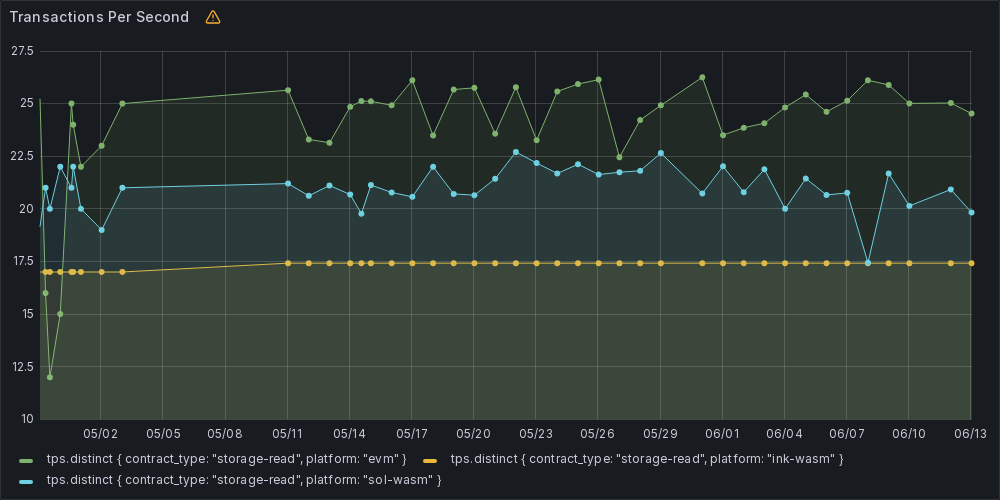 Transactions Per Second
27.5
25
22.5
20
17.5
15
12.5
10
05/02 05/05 05/08 05/11 05/14 05/17 05/20 05/23 05/26 05/29 06/01 06/04 06/07 06/10 06/13
tps.distinct { contract_type: "storage-read", platform: "evm" } tps.distinct { contract_type: "storage-read", platform: "ink-wasm" }
tps.distinct { contract_type: "storage-read", platform: "sol-wasm" }